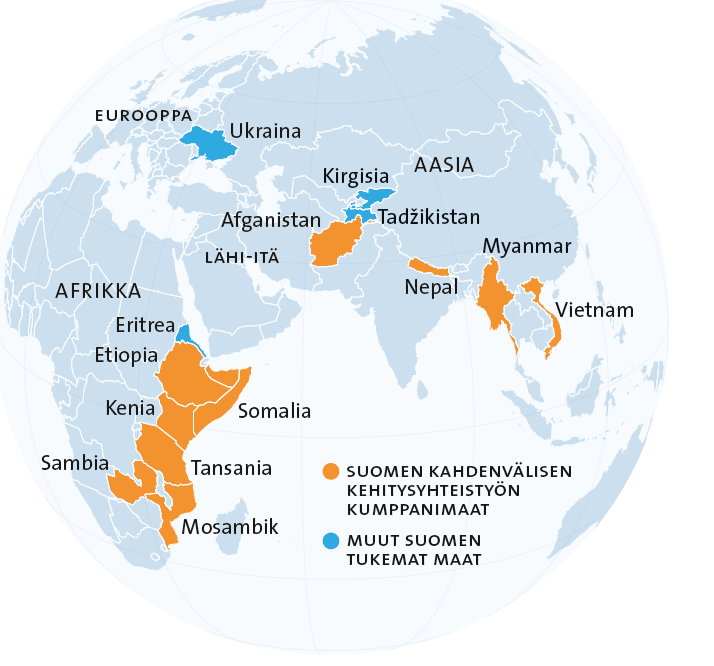 EUROOPPA
Ukraina
AASIA
Kirgisia
Afganistan
Tadžikistan
LÄHI-ITÄ
Myanmar
Nepal
AFRIKKA
Vietnam
Eritrea
Etiopia
Kenia
Somalia
Sambia
Tansania
Mosambik
SUOMEN KAHDENVÄLISEN
KEHITYSYHTEISTYÖN
KUMPPANIMAAT
MUUT SUOMEN
TUKEMAT MAAT